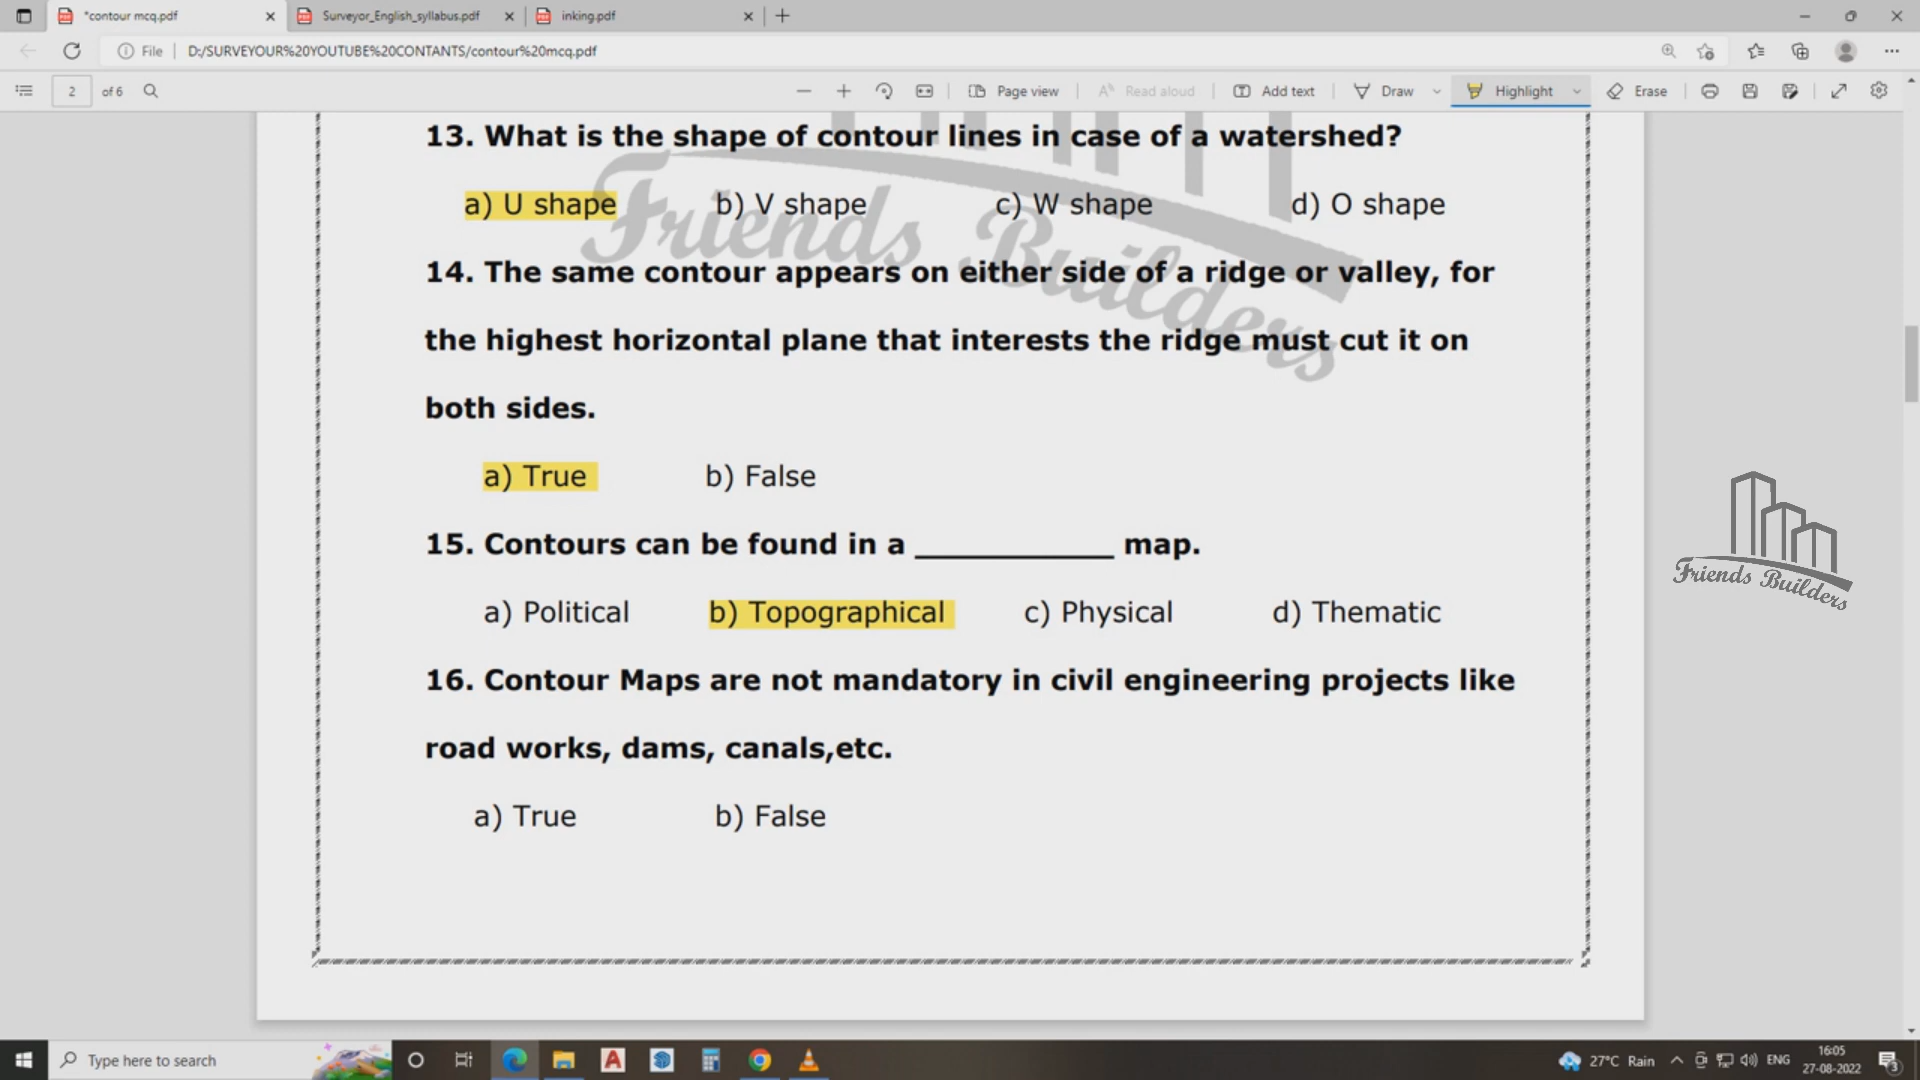 *contour mcq.pdf
Surveyor_English_syllabus.pdf
inking.pdf
File
D:/SURVEYOUR%20YOUTUBE%20CONTANTS/contour%20mcq.pdf
2 of 6
Page view
Read aloud
Add text
Draw
Highlight
Erase
13. What is the shape of contour lines in case of a watershed?
a) U shape b) V shape c) W shape d) O shape
14. The same contour appears on either side of a ridge or valley, for
the highest horizontal plane that interests the ridge must cut it on
both sides.
a) True b) False
15. Contours can be found in a ____________ map.
a) Political b) Topographical c) Physical d) Thematic
16. Contour Maps are not mandatory in civil engineering projects like
road works, dams, canals,etc.
a) True b) False
Friends Builders
Friends Builders
Type here to search
27°C Rain
ENG
16:05
27-08-2022
3